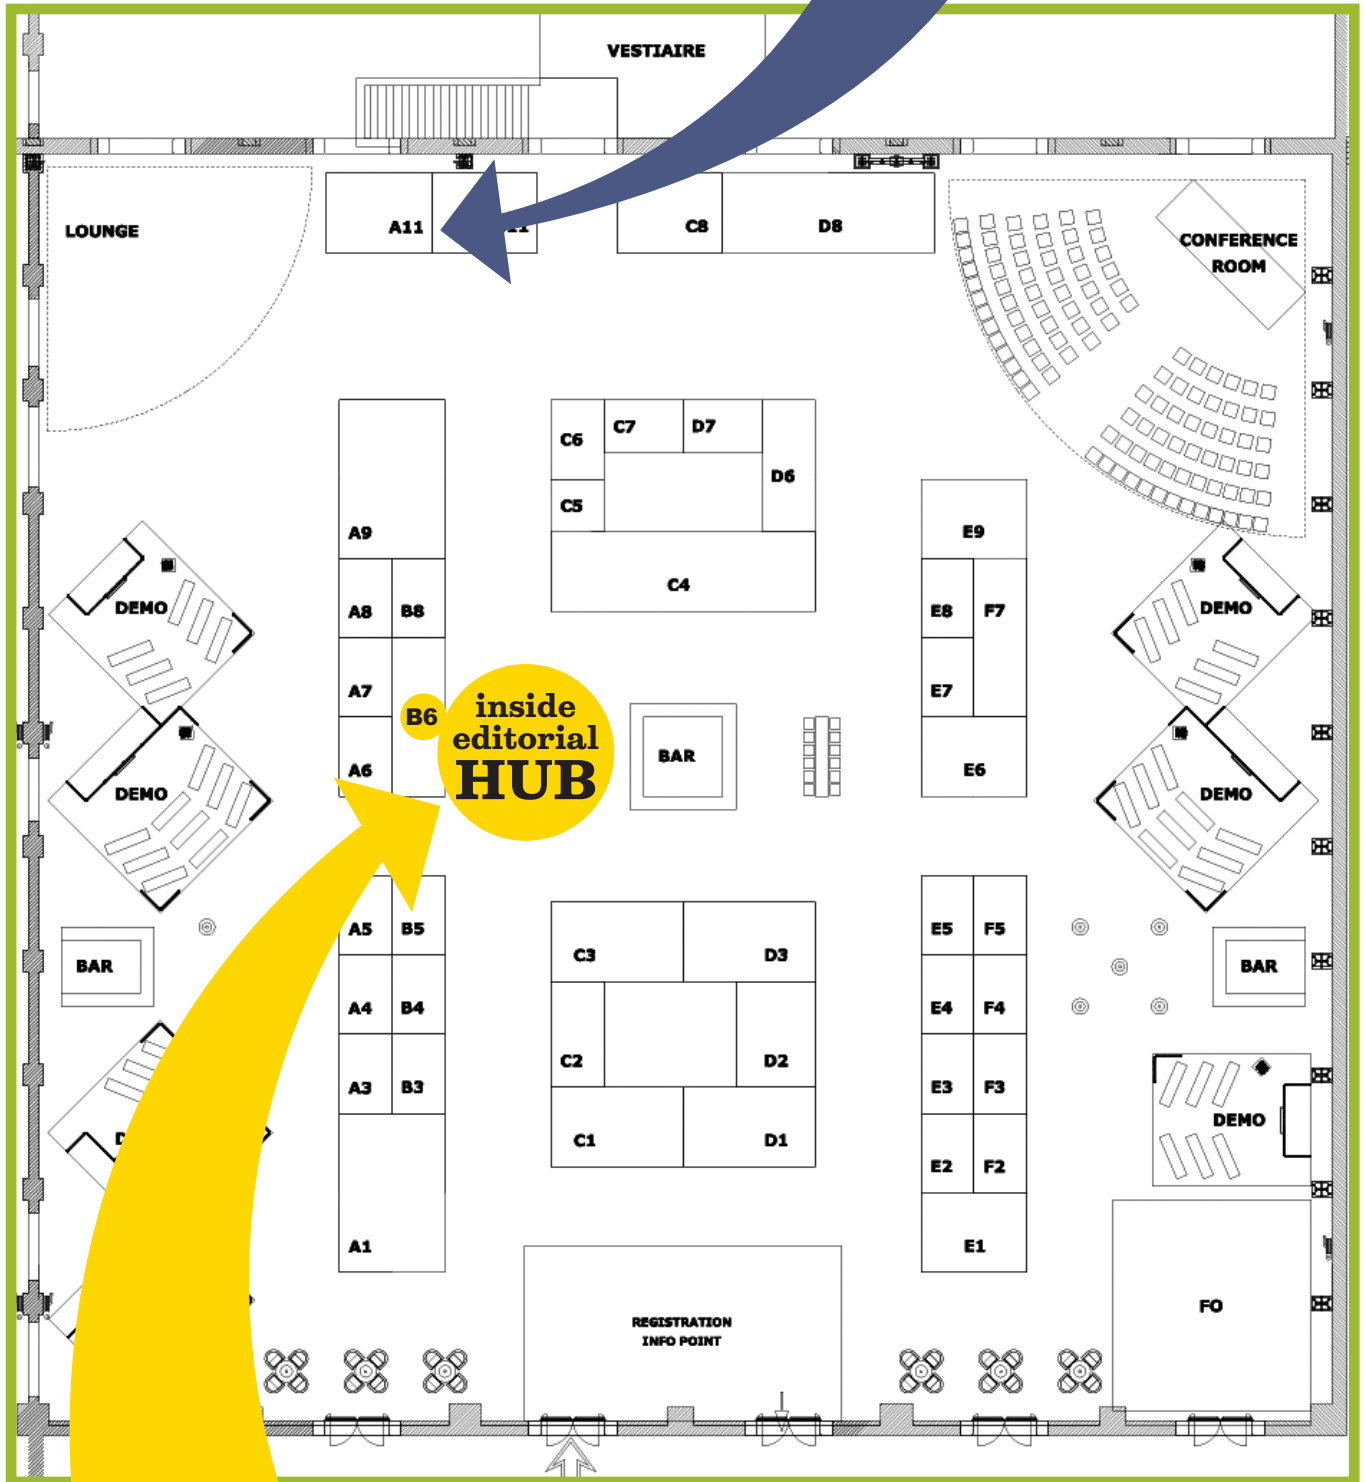 VESTIAIRE
LOUNGE
A11
C8
D8
CONFERENCE
ROOM
C6
C7
D7
D6
C5
A9
E9
C4
DEMO
A8
B8
E8
F7
DEMO
A7
E7
B6
inside
editorial
HUB
A6
BAR
E6
DEMO
DEMO
A5
B5
C3
D3
E5
F5
BAR
BAR
A4
B4
E4
F4
C2
D2
A3
B3
E3
F3
C1
D1
DEMO
E2
F2
A1
E1
FO
REGISTRATION
INFO POINT